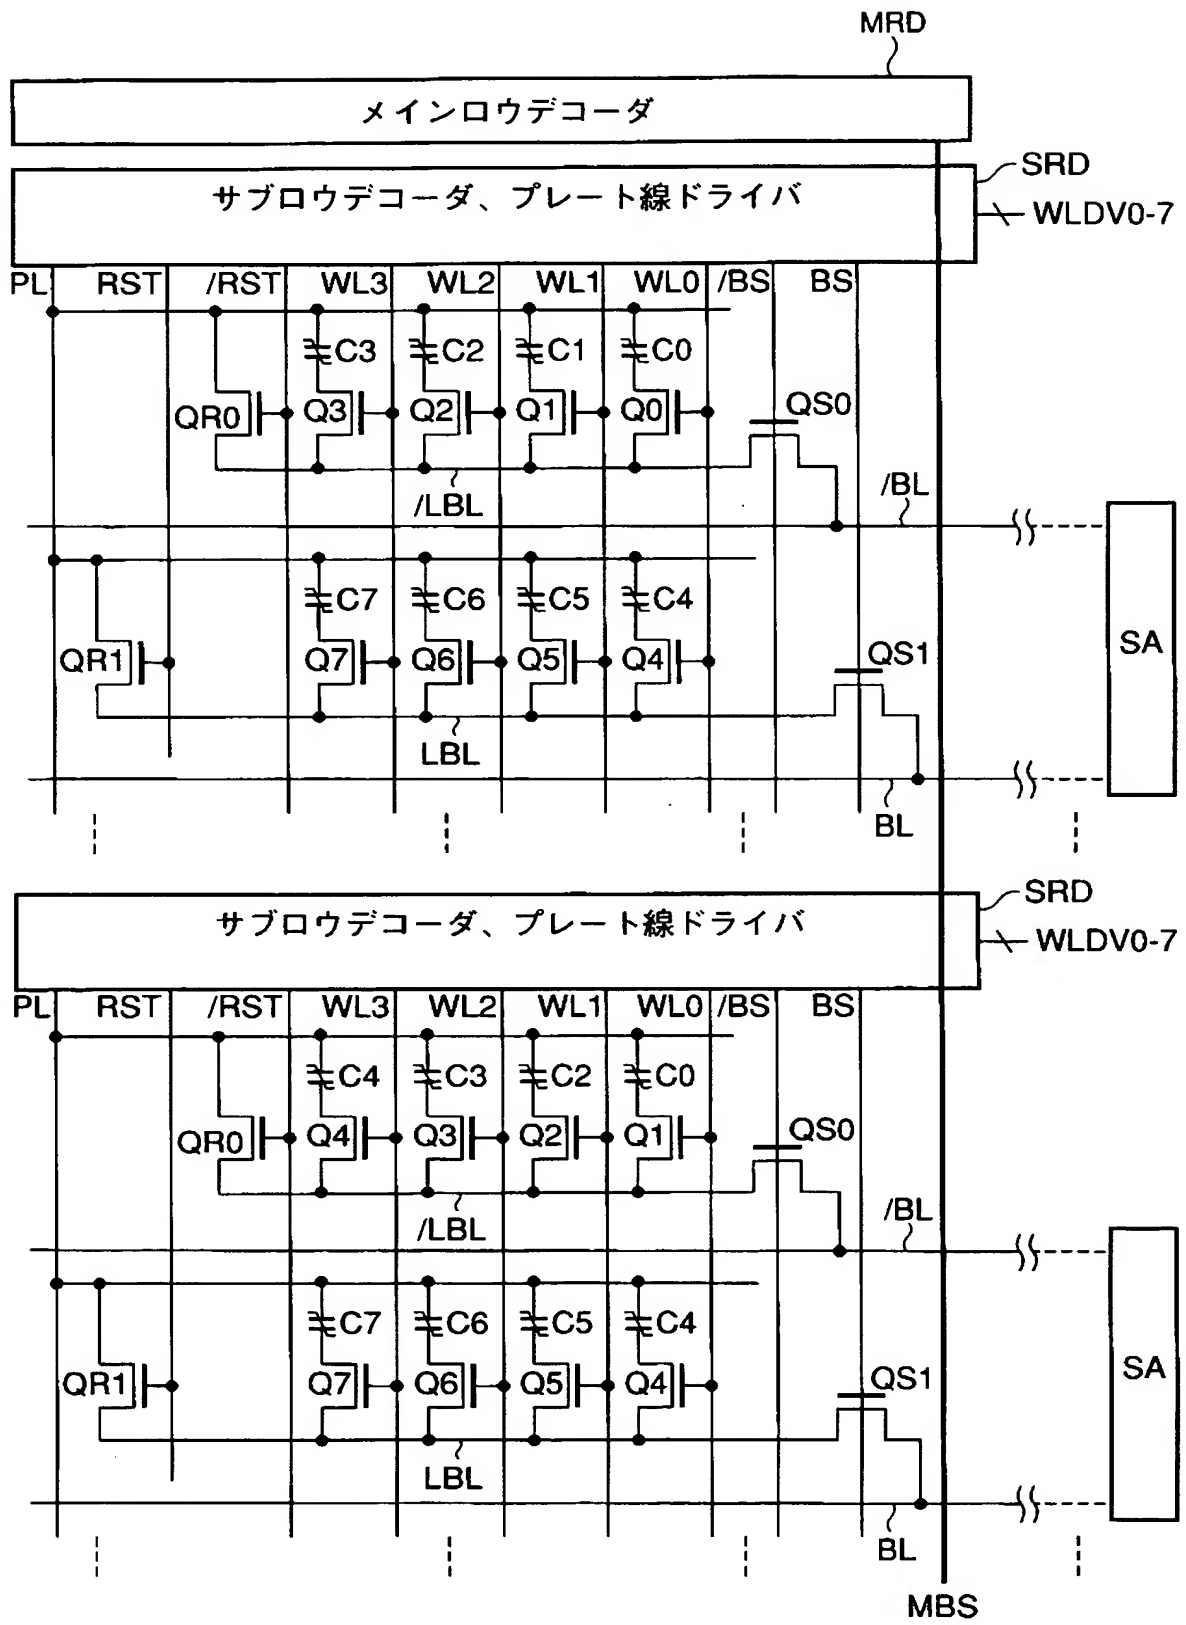 MRD
メインロウデコーダ
SRD
サブロウデコーダ、プレート線ドライバ
WLDV0-7
PL RST /RST WL3 WL2 WL1 WL0 /BS BS
C3 C2 C1 C0
QR0 Q3 Q2 Q1 Q0 QS0
/LBL /BL
C7 C6 C5 C4
SA
QR1 Q7 Q6 Q5 Q4 QS1
LBL
BL
SRD
サブロウデコーダ、プレート線ドライバ
WLDV0-7
PL RST /RST WL3 WL2 WL1 WL0 /BS BS
C4 C3 C2 C0
QR0 Q4 Q3 Q2 Q1 QS0
/LBL /BL
C7 C6 C5 C4
SA
QR1 Q7 Q6 Q5 Q4 QS1
LBL
BL
MBS